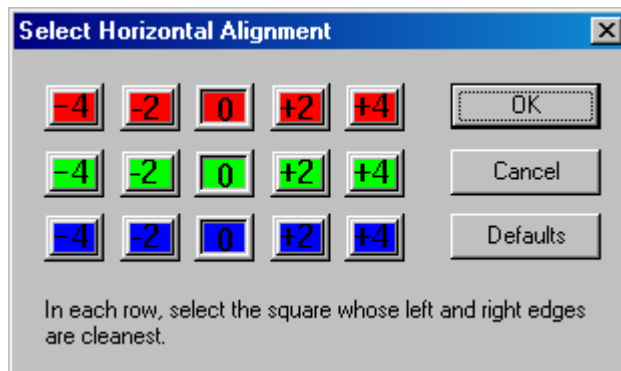 Select Horizontal Alignment
-4 -2 0 +2 +4 OK
-4 -2 0 +2 +4 Cancel
-4 -2 0 +2 +4 Defaults
In each row, select the square whose left and right edges
are cleanest.